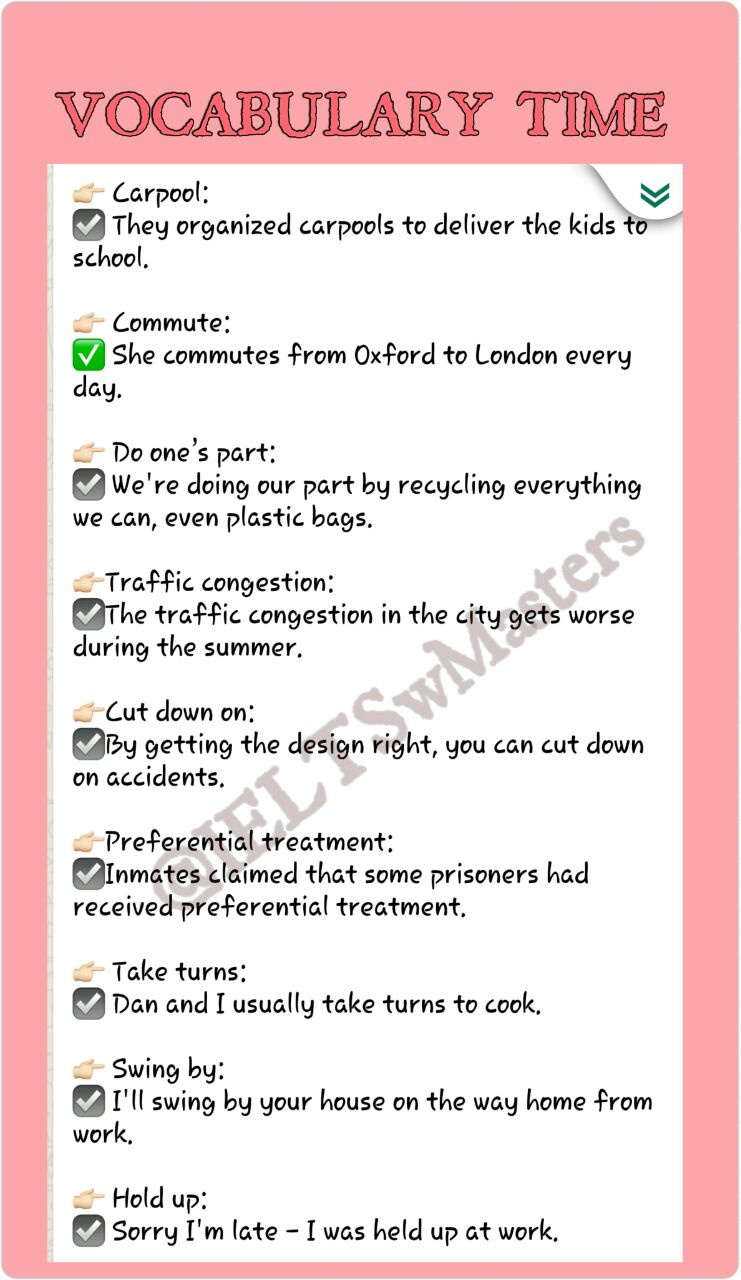 VOCABULARY TIME
👉🏻 Carpool:
☑️ They organized carpools to deliver the kids to
school.
👉🏻 Commute:
✅ She commutes from Oxford to London every
day.
👉🏻 Do one’s part:
☑️ We're doing our part by recycling everything
we can, even plastic bags.
👉🏻Traffic congestion:
☑️The traffic congestion in the city gets worse
during the summer.
👉🏻Cut down on:
☑️By getting the design right, you can cut down
on accidents.
👉🏻Preferential treatment:
☑️Inmates claimed that some prisoners had
received preferential treatment.
👉🏻 Take turns:
☑️ Dan and I usually take turns to cook.
👉🏻 Swing by:
☑️ I'll swing by your house on the way home from
work.
👉🏻 Hold up:
☑️ Sorry I'm late – I was held up at work.
@IELTSwMasters